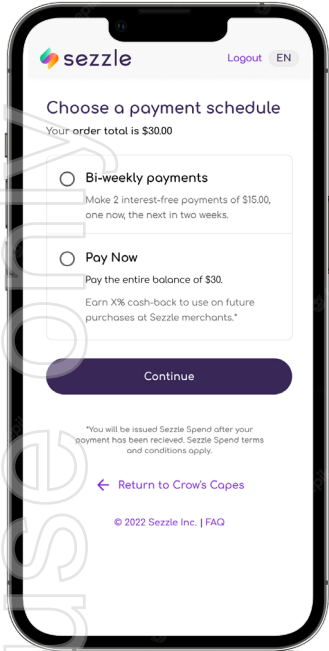 sezzle
Logout EN
Choose a payment schedule
Your order total is $30.00
Bi-weekly payments
Make 2 interest-free payments of $15.00,
one now, the next in two weeks.
Pay Now
Pay the entire balance of $30.
Earn X% cash-back to use on future
purchases at Sezzle merchants.*
Continue
*You will be issued Sezzle Spend after your
payment has been recieved. Sezzle Spend terms
and conditions apply.
← Return to Crow's Capes
© 2022 Sezzle Inc. | FAQ
use only